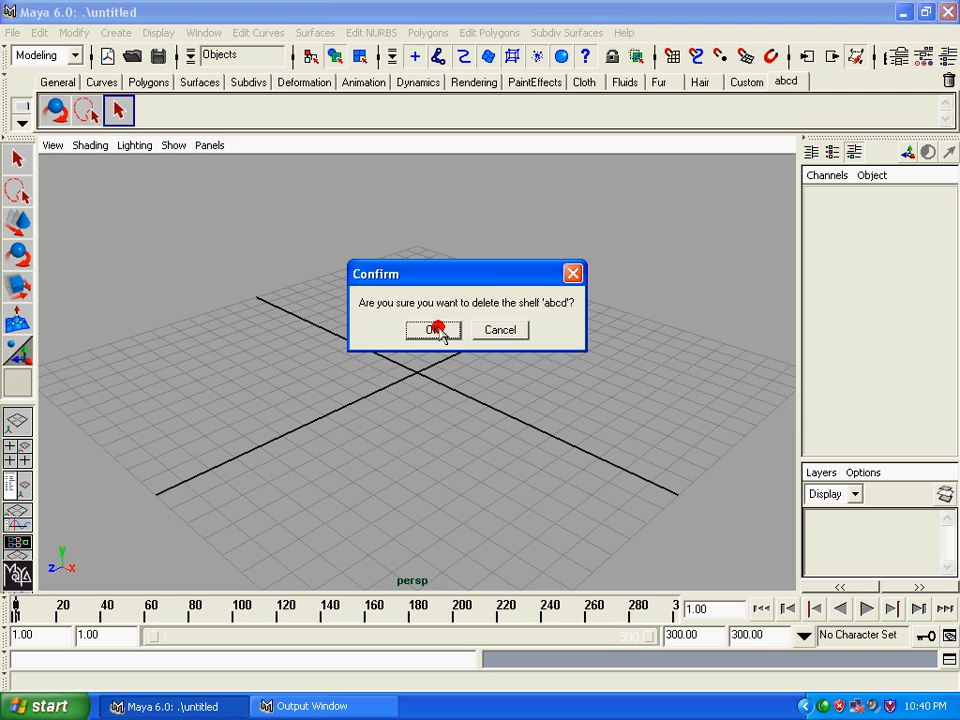 Maya 6.0: .\untitled
File Edit Modify Create Display Window Edit Curves Surfaces Edit NURBS Polygons Edit Polygons Subdiv Surfaces Help
Modeling Objects
General Curves Polygons Surfaces Subdivs Deformation Animation Dynamics Rendering PaintEffects Cloth Fluids Fur Hair Custom abcd
View Shading Lighting Show Panels
Channels Object
Confirm
Are you sure you want to delete the shelf 'abcd'?
OK Cancel
Layers Options
Display
y
z x
persp
MAYA
<< >>
20 40 60 80 100 120 140 160 180 200 220 240 260 280 3 1.00
1.00 1.00 1 300 300.00 300.00 No Character Set
start Maya 6.0: .\untitled Output Window 10:40 PM